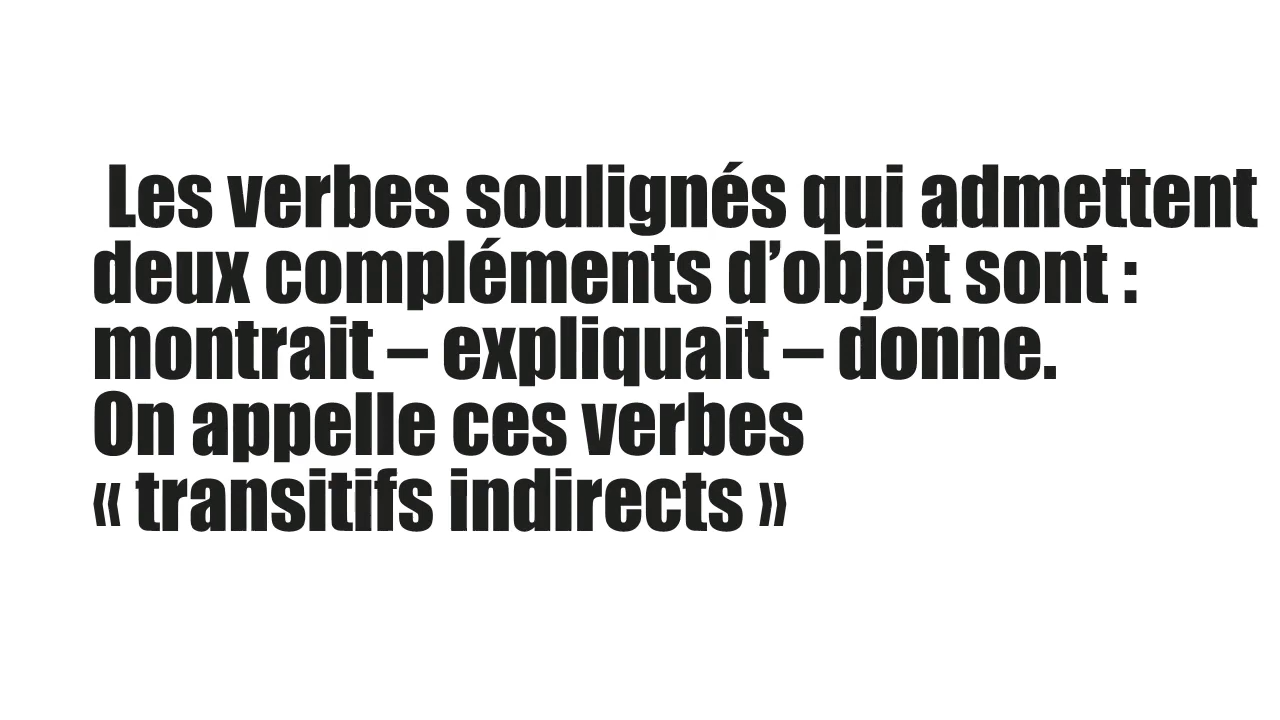 Les verbes soulignés qui admettent
deux compléments d’objet sont :
montrait – expliquait – donne.
On appelle ces verbes
« transitifs indirects »